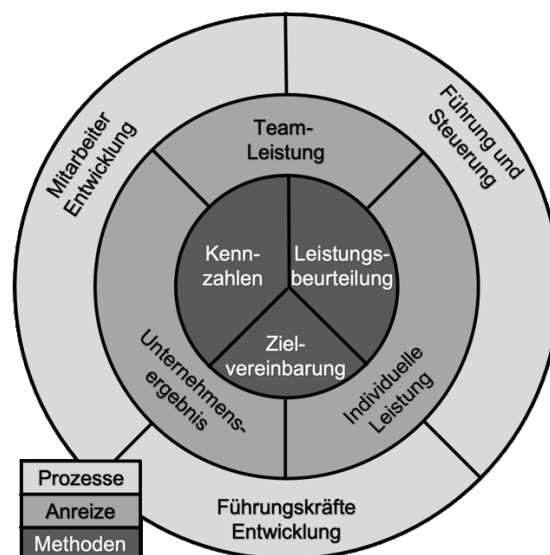 Mitarbeiter
Entwicklung
Führung und
Steuerung
Team-
Leistung
Kenn-
zahlen
Leistungs-
beurteilung
Ziel-
vereinbarung
Unternehmens-
ergebnis
Individuelle
Leistung
Führungskräfte
Entwicklung
Prozesse
Anreize
Methoden